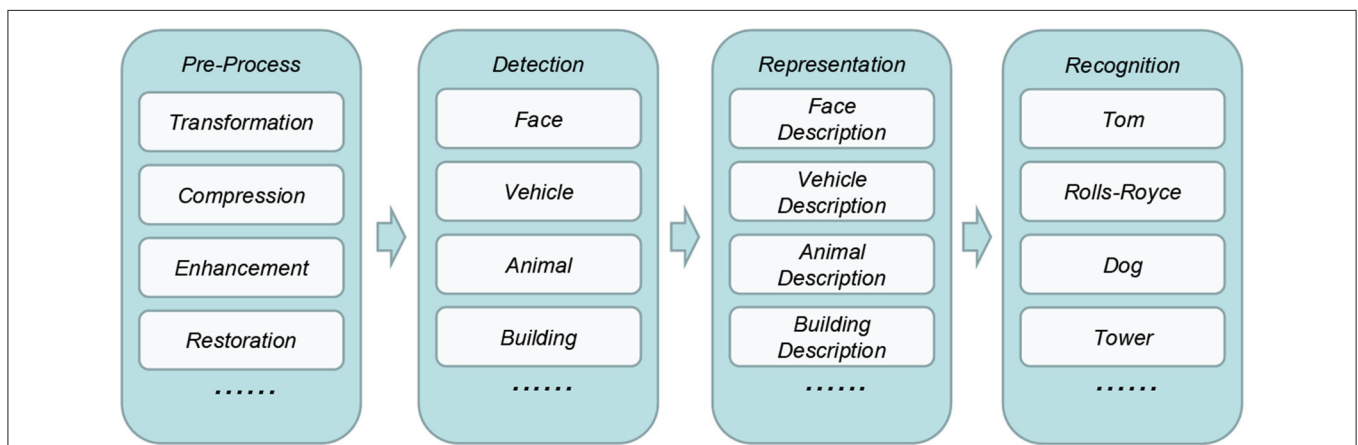 Pre-Process
Transformation
Compression
Enhancement
Restoration
......
Detection
Face
Vehicle
Animal
Building
......
Representation
Face
Description
Vehicle
Description
Animal
Description
Building
Description
......
Recognition
Tom
Rolls-Royce
Dog
Tower
......